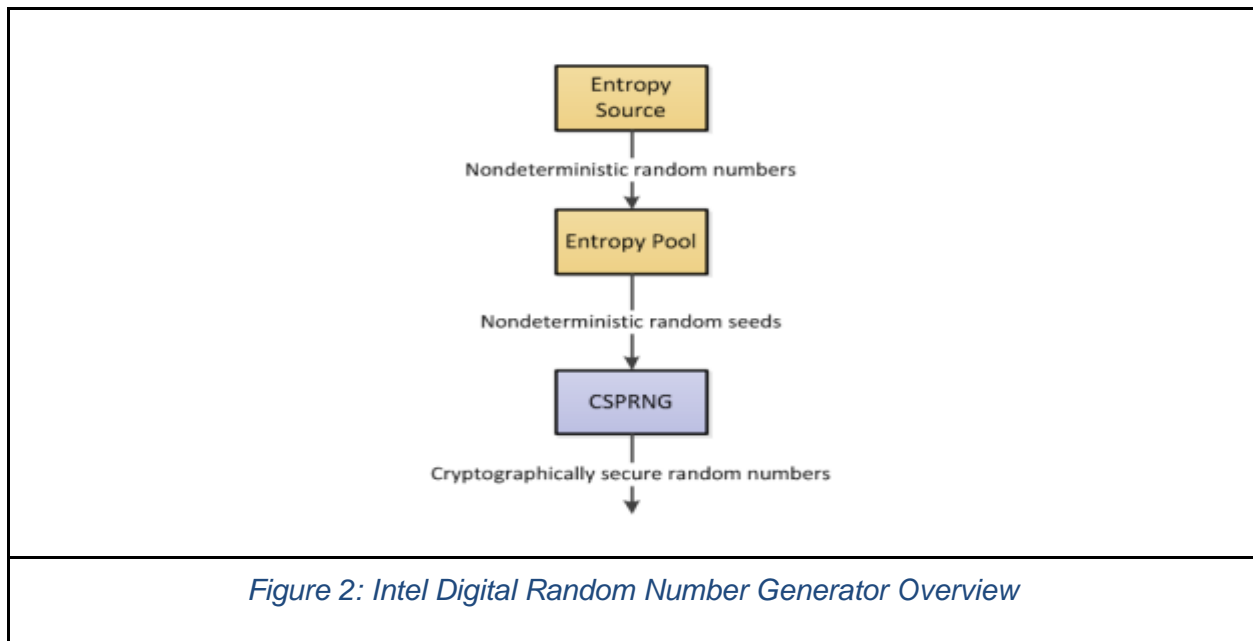 Entropy
Source
Nondeterministic random numbers
Entropy Pool
Nondeterministic random seeds
CSPRNG
Cryptographically secure random numbers
Figure 2: Intel Digital Random Number Generator Overview